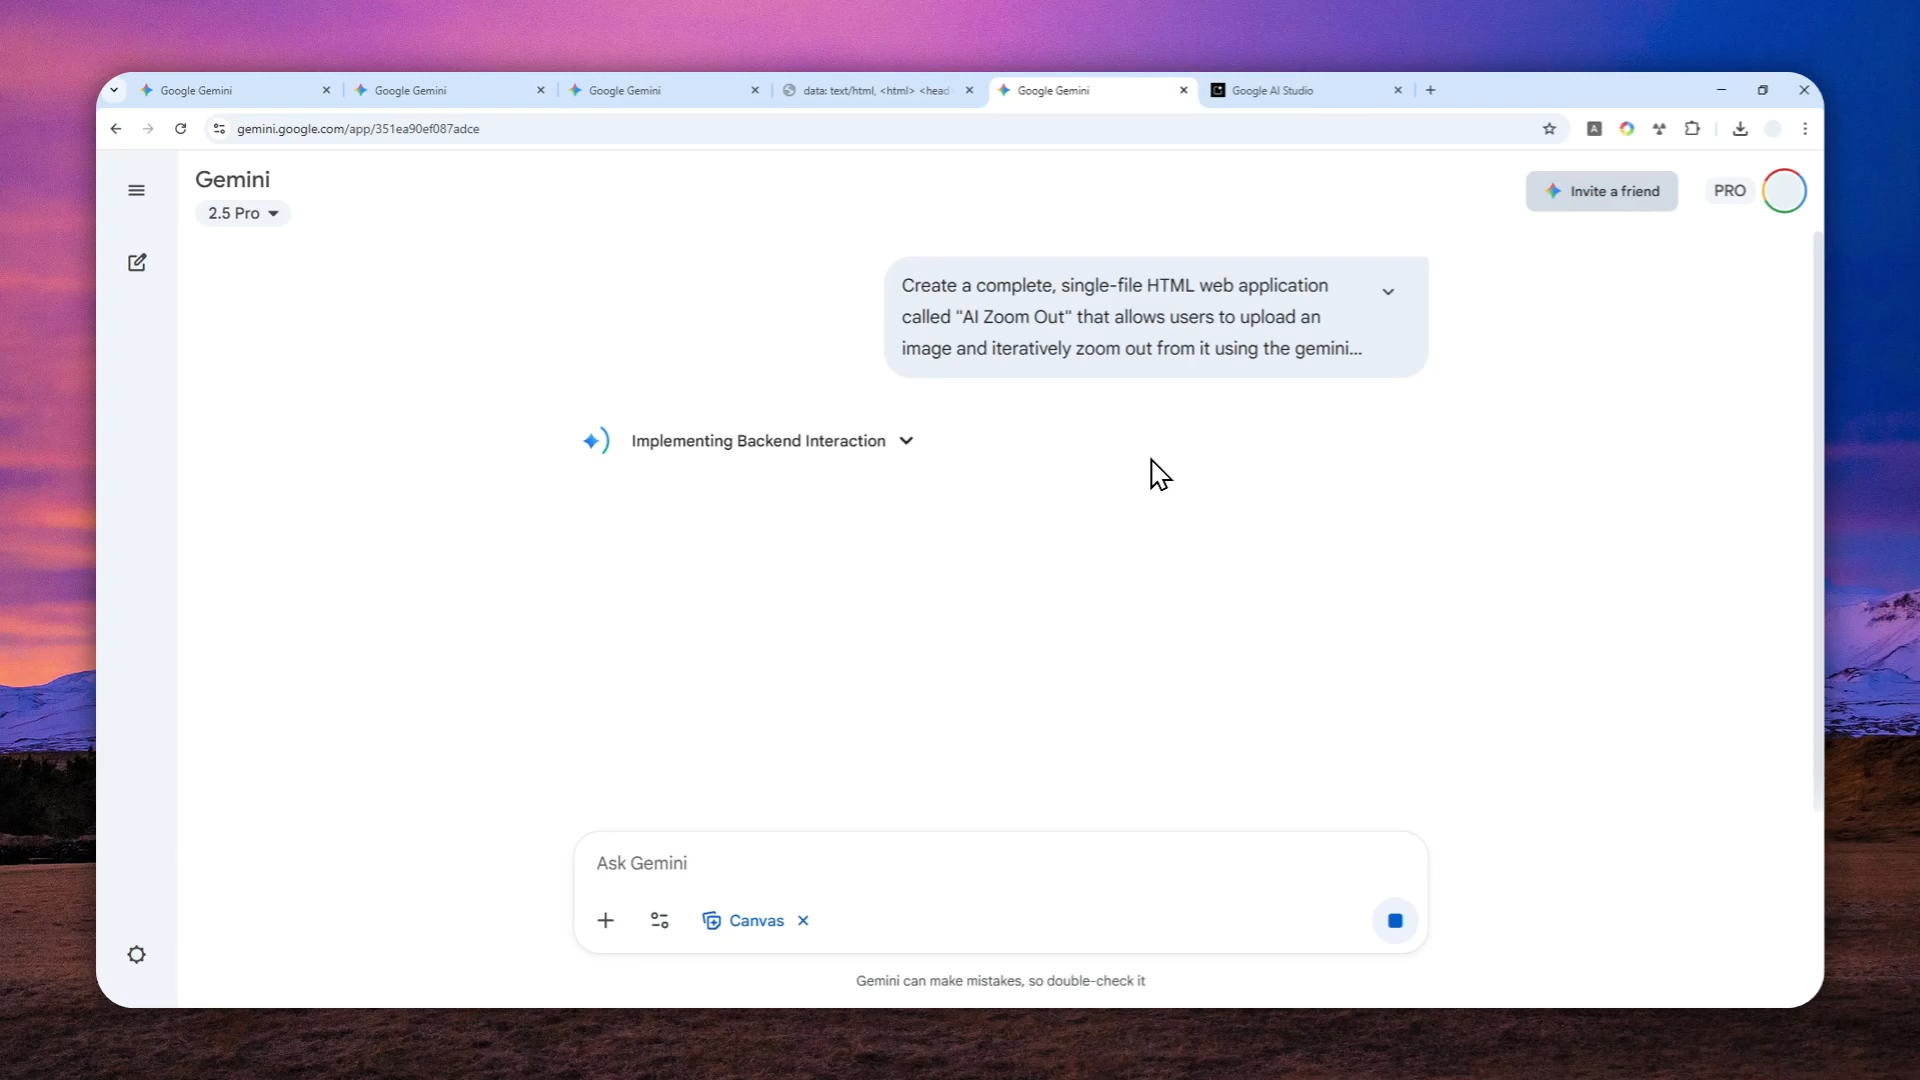 Google Gemini
Google Gemini
Google Gemini
data: text/html, <html> <head
Google Gemini
Google AI Studio
gemini.google.com/app/351ea90ef087adce
A
Gemini
2.5 Pro
Invite a friend
PRO
Create a complete, single-file HTML web application
called "AI Zoom Out" that allows users to upload an
image and iteratively zoom out from it using the gemini...
Implementing Backend Interaction
Ask Gemini
Canvas
Gemini can make mistakes, so double-check it